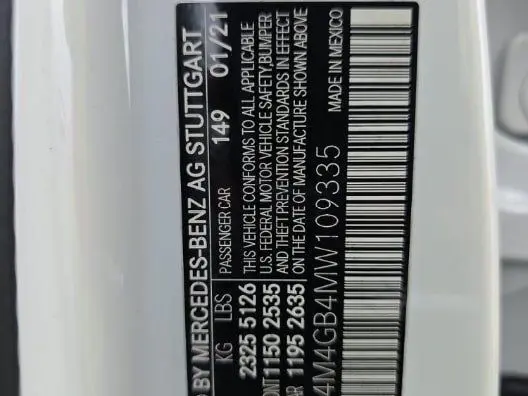 BY MERCEDES-BENZ AG STUTTGART
KG LBS PASSENGER CAR 149 01/21
2325 5126 THIS VEHICLE CONFORMS TO ALL APPLICABLE
1150 2535 U.S. FEDERAL MOTOR VEHICLE SAFETY,BUMPER
AND THEFT PREVENTION STANDARDS IN EFFECT
1195 2635 ON THE DATE OF MANUFACTURE SHOWN ABOVE
4M4GB4MW109335 MADE IN MEXICO